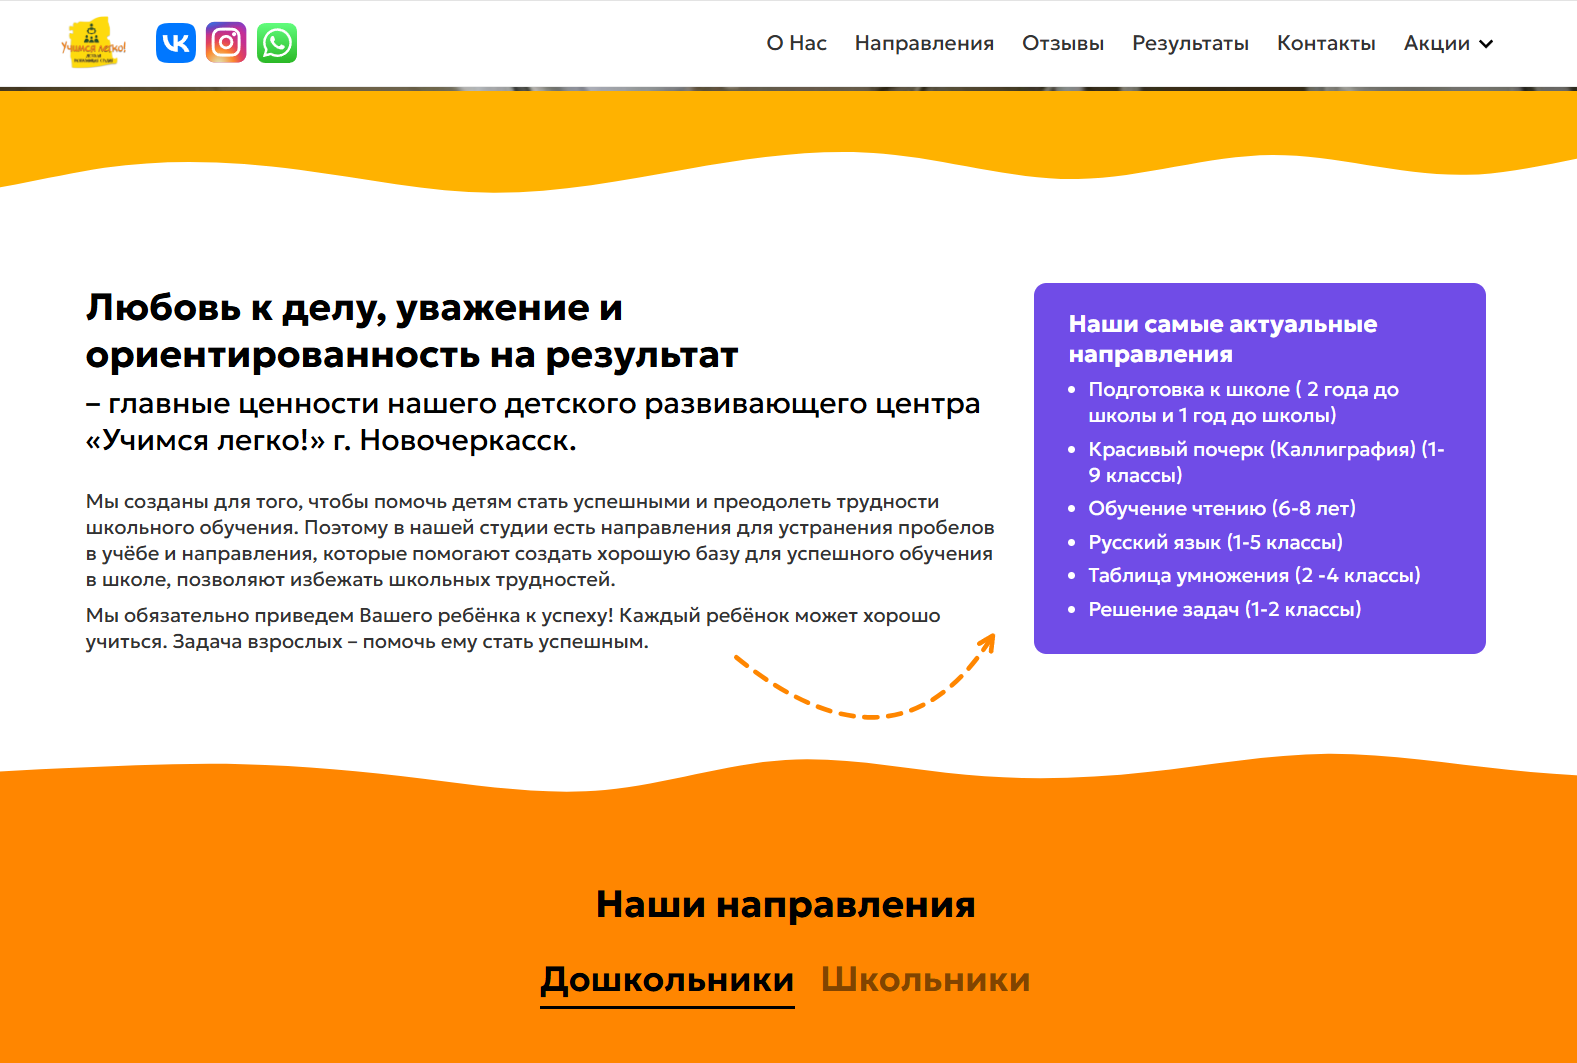 Учимся легко!
О Нас Направления Отзывы Результаты Контакты Акции
Любовь к делу, уважение и
ориентированность на результат
– главные ценности нашего детского развивающего центра
«Учимся легко!» г. Новочеркасск.
Мы созданы для того, чтобы помочь детям стать успешными и преодолеть трудности
школьного обучения. Поэтому в нашей студии есть направления для устранения пробелов
в учёбе и направления, которые помогают создать хорошую базу для успешного обучения
в школе, позволяют избежать школьных трудностей.
Мы обязательно приведем Вашего ребёнка к успеху! Каждый ребёнок может хорошо
учиться. Задача взрослых – помочь ему стать успешным.
Наши самые актуальные
направления
Подготовка к школе ( 2 года до
школы и 1 год до школы)
Красивый почерк (Каллиграфия) (1-
9 классы)
Обучение чтению (6-8 лет)
Русский язык (1-5 классы)
Таблица умножения (2 -4 классы)
Решение задач (1-2 классы)
Наши направления
Дошкольники Школьники